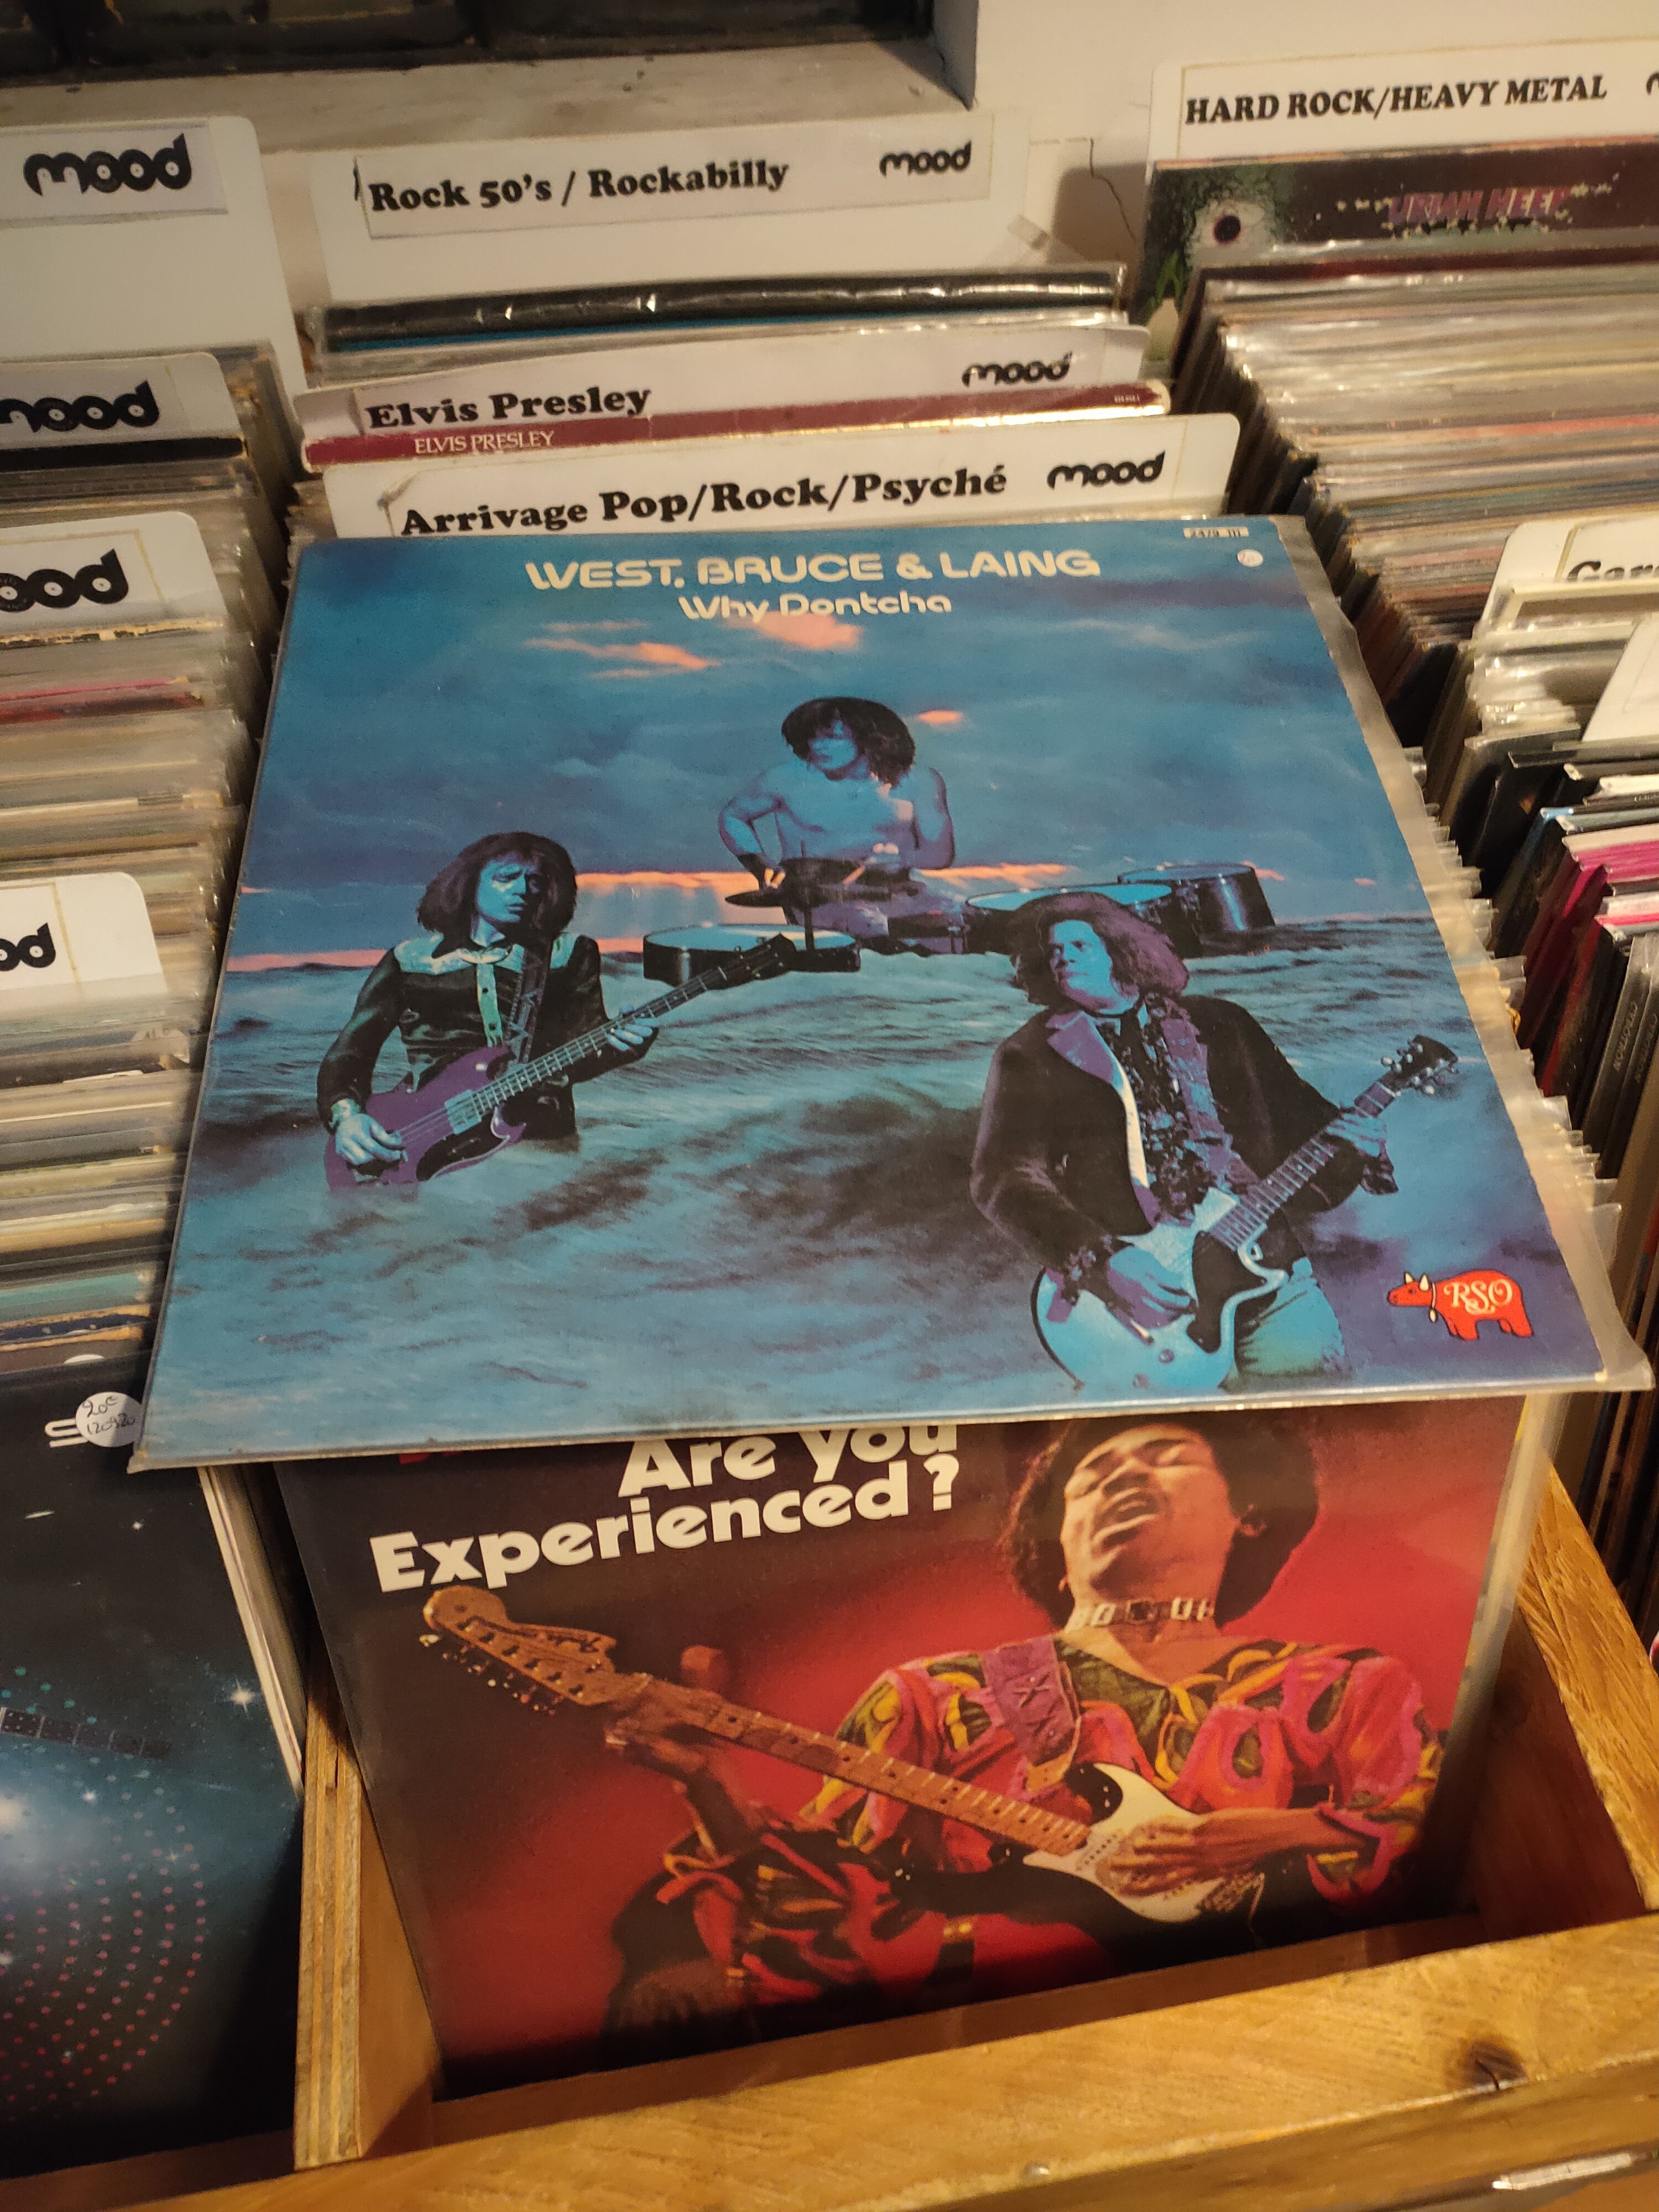 mood
Rock 50's / Rockabilly
mood
HARD ROCK/HEAVY METAL
URIAH HEEP
mood
Elvis Presley
mood
ELVIS PRESLEY
Arrivage Pop/Rock/Psyché
mood
WEST, BRUCE & LAING
Why Dontcha
RSO
20€
Are you
Experienced?